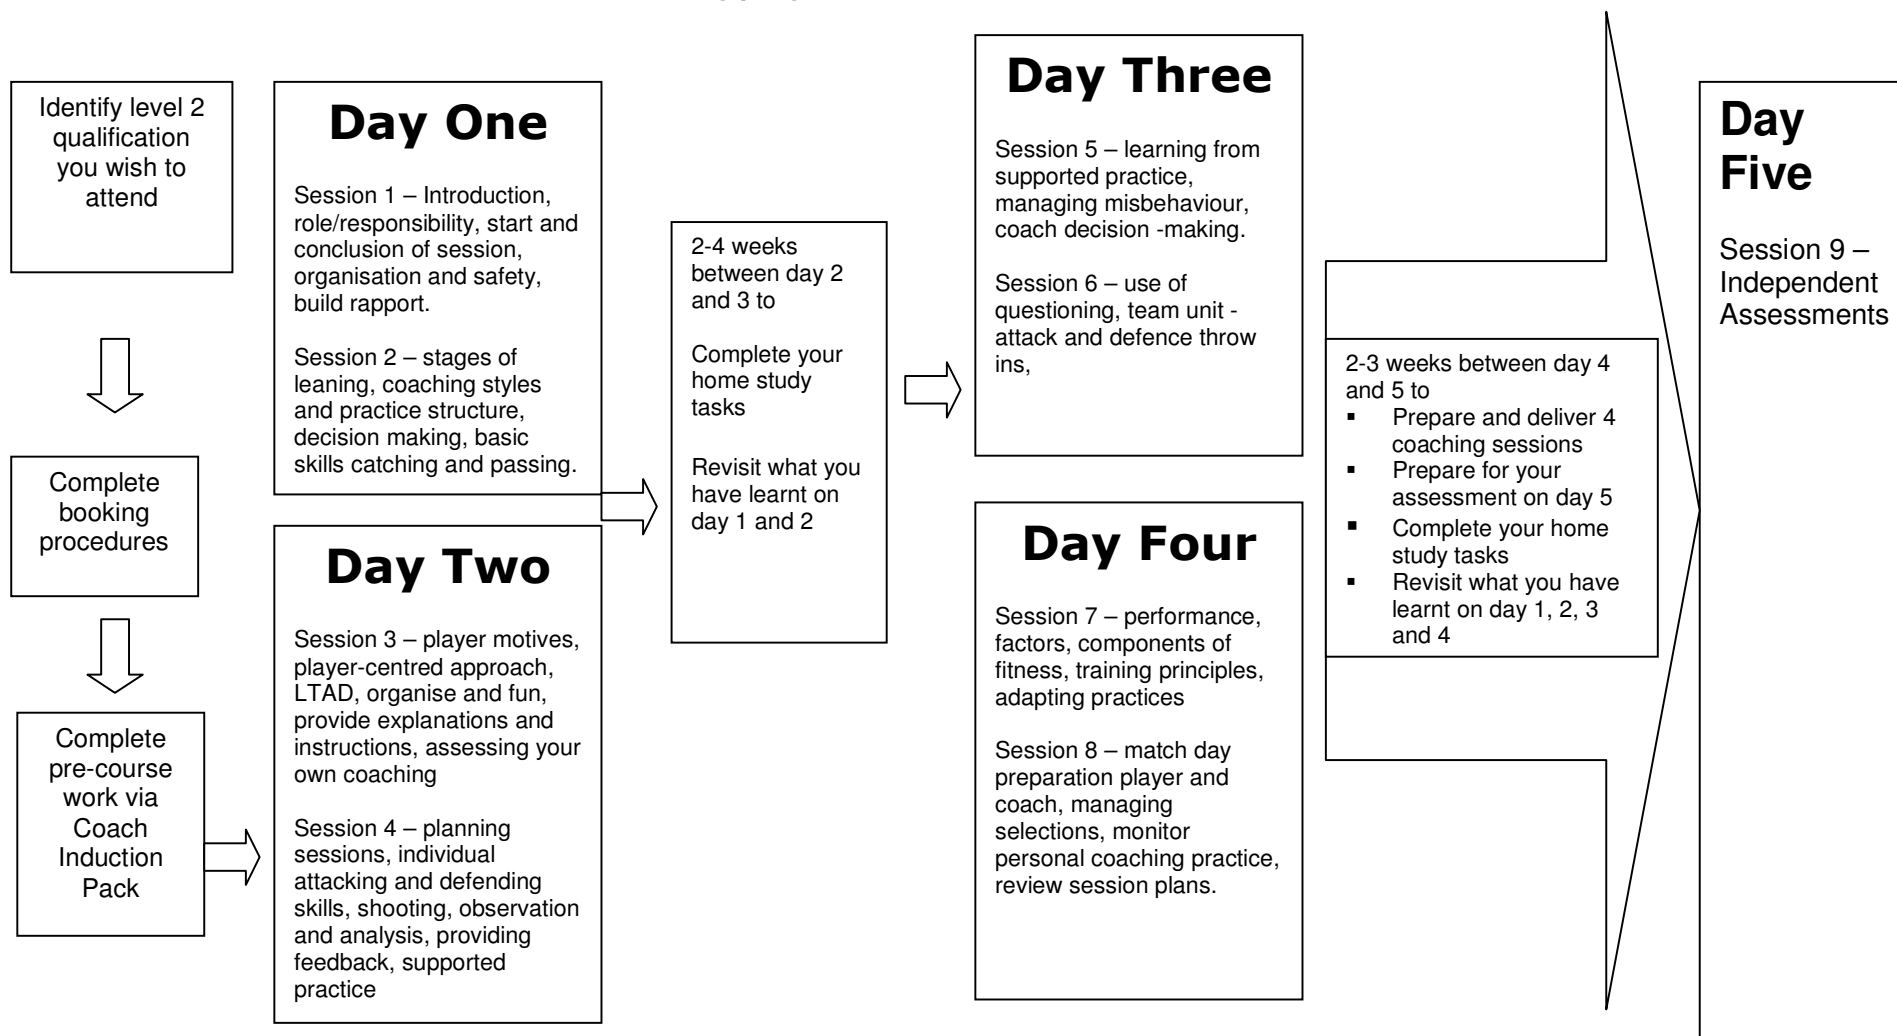 Identify level 2
qualification
you wish to
attend
Complete
booking
procedures
Complete
pre-course
work via
Coach
Induction
Pack
Day One
Session 1 – Introduction,
role/responsibility, start and
conclusion of session,
organisation and safety,
build rapport.
Session 2 – stages of
leaning, coaching styles
and practice structure,
decision making, basic
skills catching and passing.
Day Two
Session 3 – player motives,
player-centred approach,
LTAD, organise and fun,
provide explanations and
instructions, assessing your
own coaching
Session 4 – planning
sessions, individual
attacking and defending
skills, shooting, observation
and analysis, providing
feedback, supported
practice
2-4 weeks
between day 2
and 3 to
Complete your
home study
tasks
Revisit what you
have learnt on
day 1 and 2
Day Three
Session 5 – learning from
supported practice,
managing misbehaviour,
coach decision -making.
Session 6 – use of
questioning, team unit -
attack and defence throw
ins,
Day Four
Session 7 – performance,
factors, components of
fitness, training principles,
adapting practices
Session 8 – match day
preparation player and
coach, managing
selections, monitor
personal coaching practice,
review session plans.
2-3 weeks between day 4
and 5 to
▪ Prepare and deliver 4
coaching sessions
▪ Prepare for your
assessment on day 5
▪ Complete your home
study tasks
▪ Revisit what you have
learnt on day 1, 2, 3
and 4
Day
Five
Session 9 –
Independent
Assessments